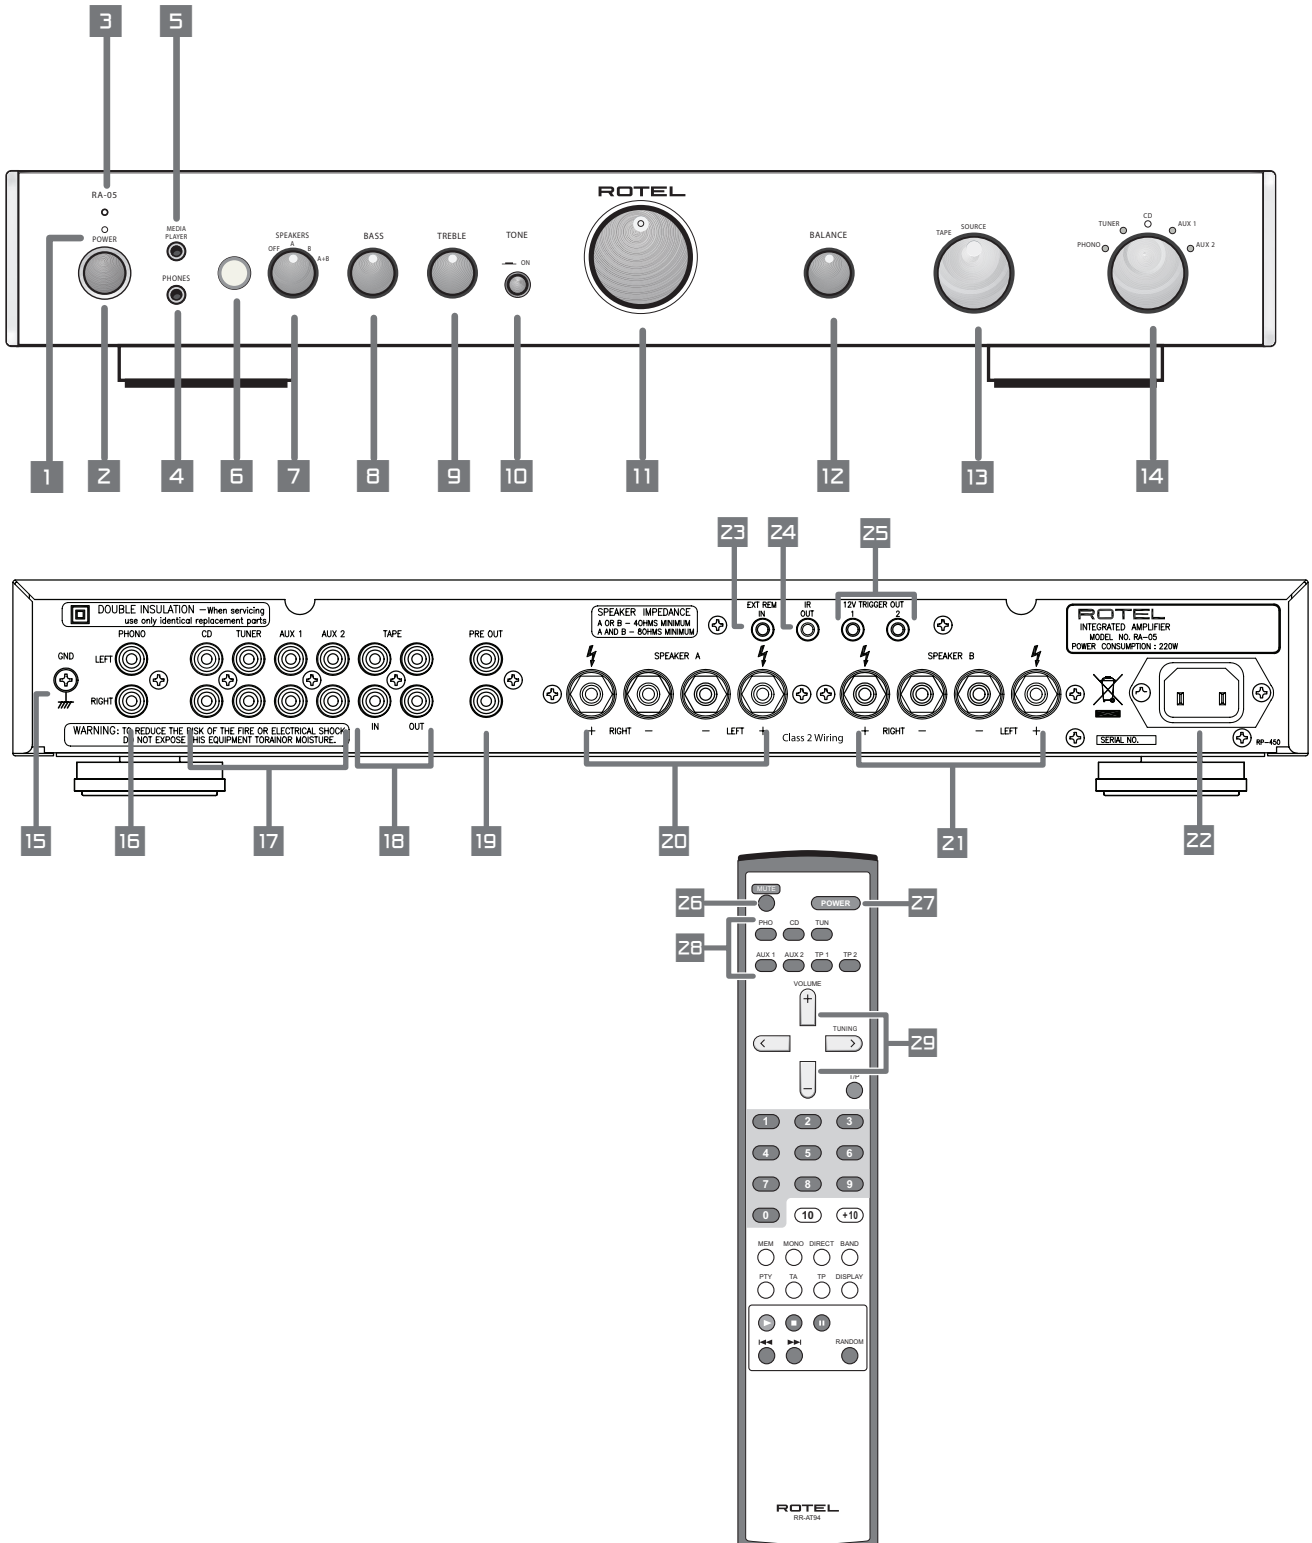 3 5
ROTEL
RA-05
POWER
MEDIA
PLAYER
PHONES
SPEAKERS
OFF A B A+B
BASS
TREBLE
TONE
ON
BALANCE
TAPE SOURCE
PHONO TUNER CD AUX 1 AUX 2
1 2 4 6 7 8 9 10 11 12 13 14
23 24 25
DOUBLE INSULATION – When servicing
use only identical replacement parts
SPEAKER IMPEDANCE
A OR B – 4OHMS MINIMUM
A AND B – 8OHMS MINIMUM
EXT REM
IN
IR
OUT
12V TRIGGER OUT
1 2
ROTEL
INTEGRATED AMPLIFIER
MODEL NO. RA-05
POWER CONSUMPTION : 220W
GND
PHONO CD TUNER AUX 1 AUX 2 TAPE PRE OUT
LEFT
RIGHT
IN OUT
SPEAKER A
SPEAKER B
+ RIGHT – – LEFT +
Class 2 Wiring
+ RIGHT – – LEFT +
WARNING: TO REDUCE THE RISK OF THE FIRE OR ELECTRICAL SHOCK,
DO NOT EXPOSE THIS EQUIPMENT TORAINOR MOISTURE.
SERIAL NO.
RP-450
15 16 17 18 19 20 21 22
MUTE
POWER
26 27
PHO CD TUN
28
AUX 1 AUX 2 TP 1 TP 2
VOLUME
+
TUNING
< >
29
–
T/P
1 2 3
4 5 6
7 8 9
0 10 +10
MEM MONO DIRECT BAND
PTY TA TP DISPLAY
RANDOM
ROTEL
RR-AT94